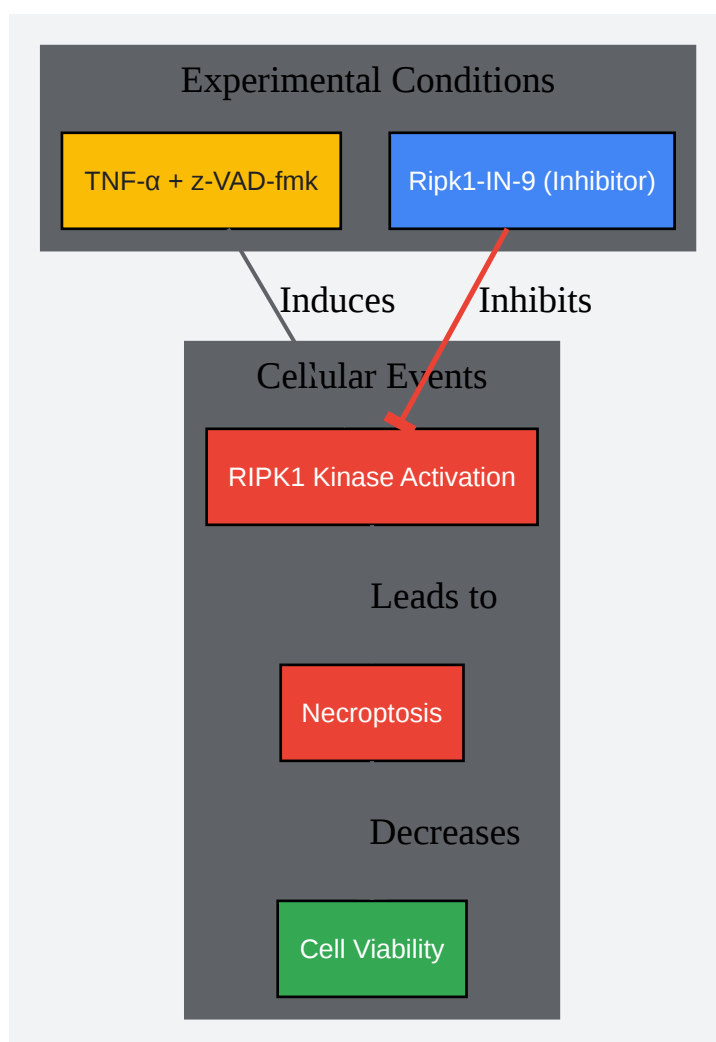 Experimental Conditions
TNF-α + z-VAD-fmk
Ripk1-IN-9 (Inhibitor)
Induces
Inhibits
Cellular Events
RIPK1 Kinase Activation
Leads to
Necroptosis
Decreases
Cell Viability